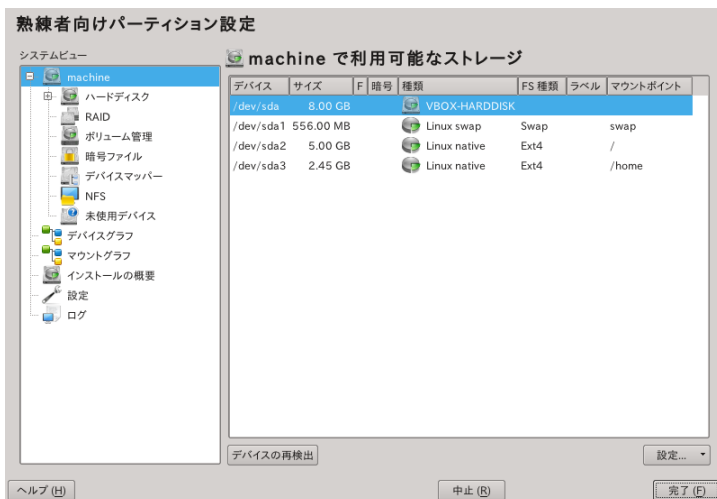 熟練者向けパーティション設定
システムビュー
machine
ハードディスク
RAID
ボリューム管理
暗号ファイル
デバイスマッパー
NFS
未使用デバイス
デバイスグラフ
マウントグラフ
インストールの概要
設定
ログ
machine で利用可能なストレージ
デバイス サイズ F 暗号 種類 FS 種類 ラベル マウントポイント
/dev/sda 8.00 GB VBOX-HARDDISK
/dev/sda1 556.00 MB Linux swap Swap swap
/dev/sda2 5.00 GB Linux native Ext4 /
/dev/sda3 2.45 GB Linux native Ext4 /home
デバイスの再検出 設定...
ヘルプ (H) 中止 (R) 完了 (F)